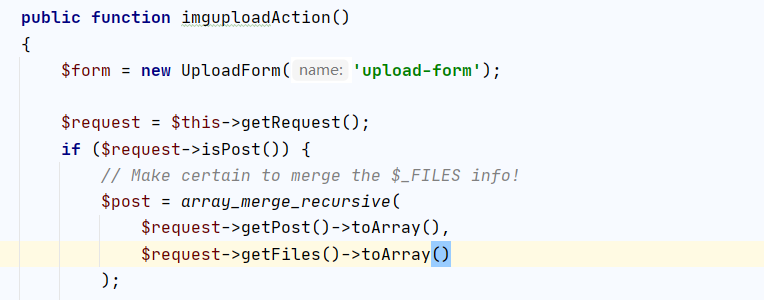 public function imguploadAction()
{
$form = new UploadForm( name: 'upload-form');
$request = $this->getRequest();
if ($request->isPost()) {
// Make certain to merge the $_FILES info!
$post = array_merge_recursive(
$request->getPost()->toArray(),
$request->getFiles()->toArray()
);